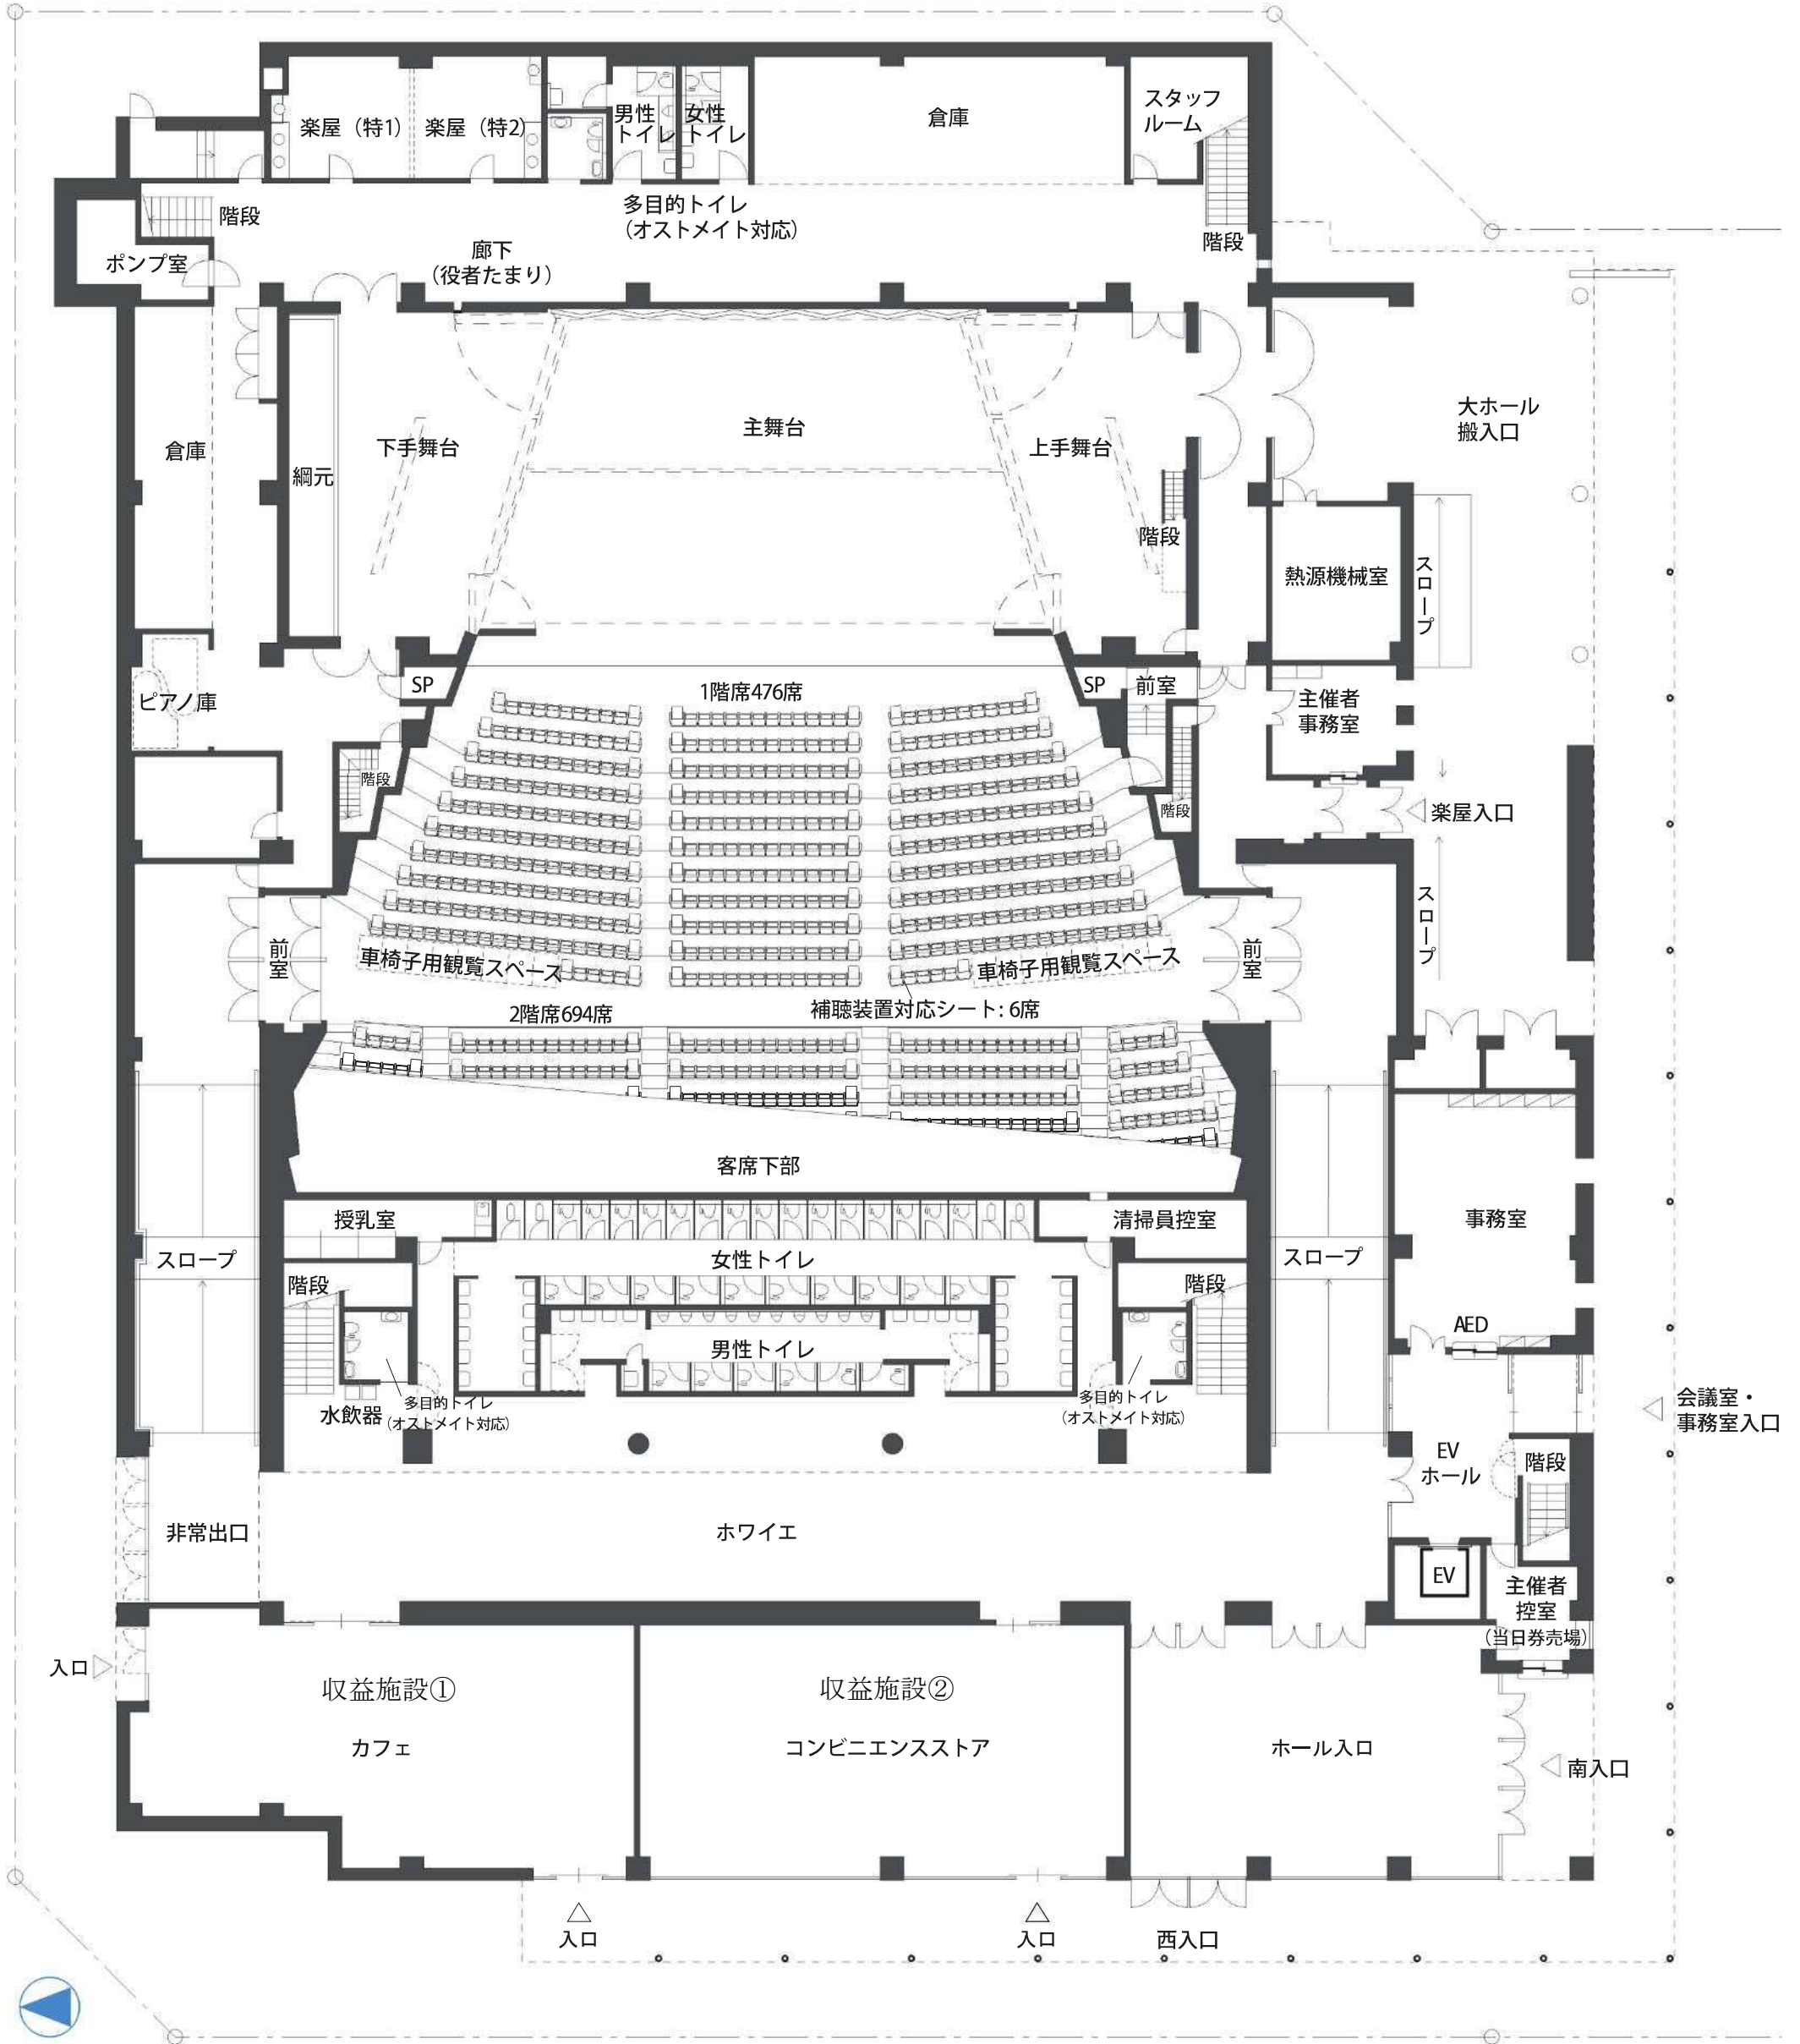 楽屋（特1）
楽屋（特2）
男性
トイレ
女性
トイレ
倉庫
スタッフ
ルーム
階段
多目的トイレ
（オストメイト対応）
階段
ポンプ室
廊下
（役者たまり）
倉庫
綱元
下手舞台
主舞台
上手舞台
大ホール
搬入口
階段
熱源機械室
スロープ
ピアノ庫
SP
1階席476席
SP
前室
主催者
事務室
階段
階段
楽屋入口
スロープ
前室
車椅子用観覧スペース
車椅子用観覧スペース
前室
2階席694席
補聴装置対応シート：6席
客席下部
授乳室
清掃員控室
事務室
スロープ
女性トイレ
スロープ
階段
階段
男性トイレ
AED
水飲器
多目的トイレ
（オストメイト対応）
多目的トイレ
（オストメイト対応）
会議室・
事務室入口
EV
ホール
階段
非常出口
ホワイエ
EV
主催者
控室
（当日券売場）
入口
収益施設①
収益施設②
カフェ
コンビニエンスストア
ホール入口
南入口
入口
入口
西入口